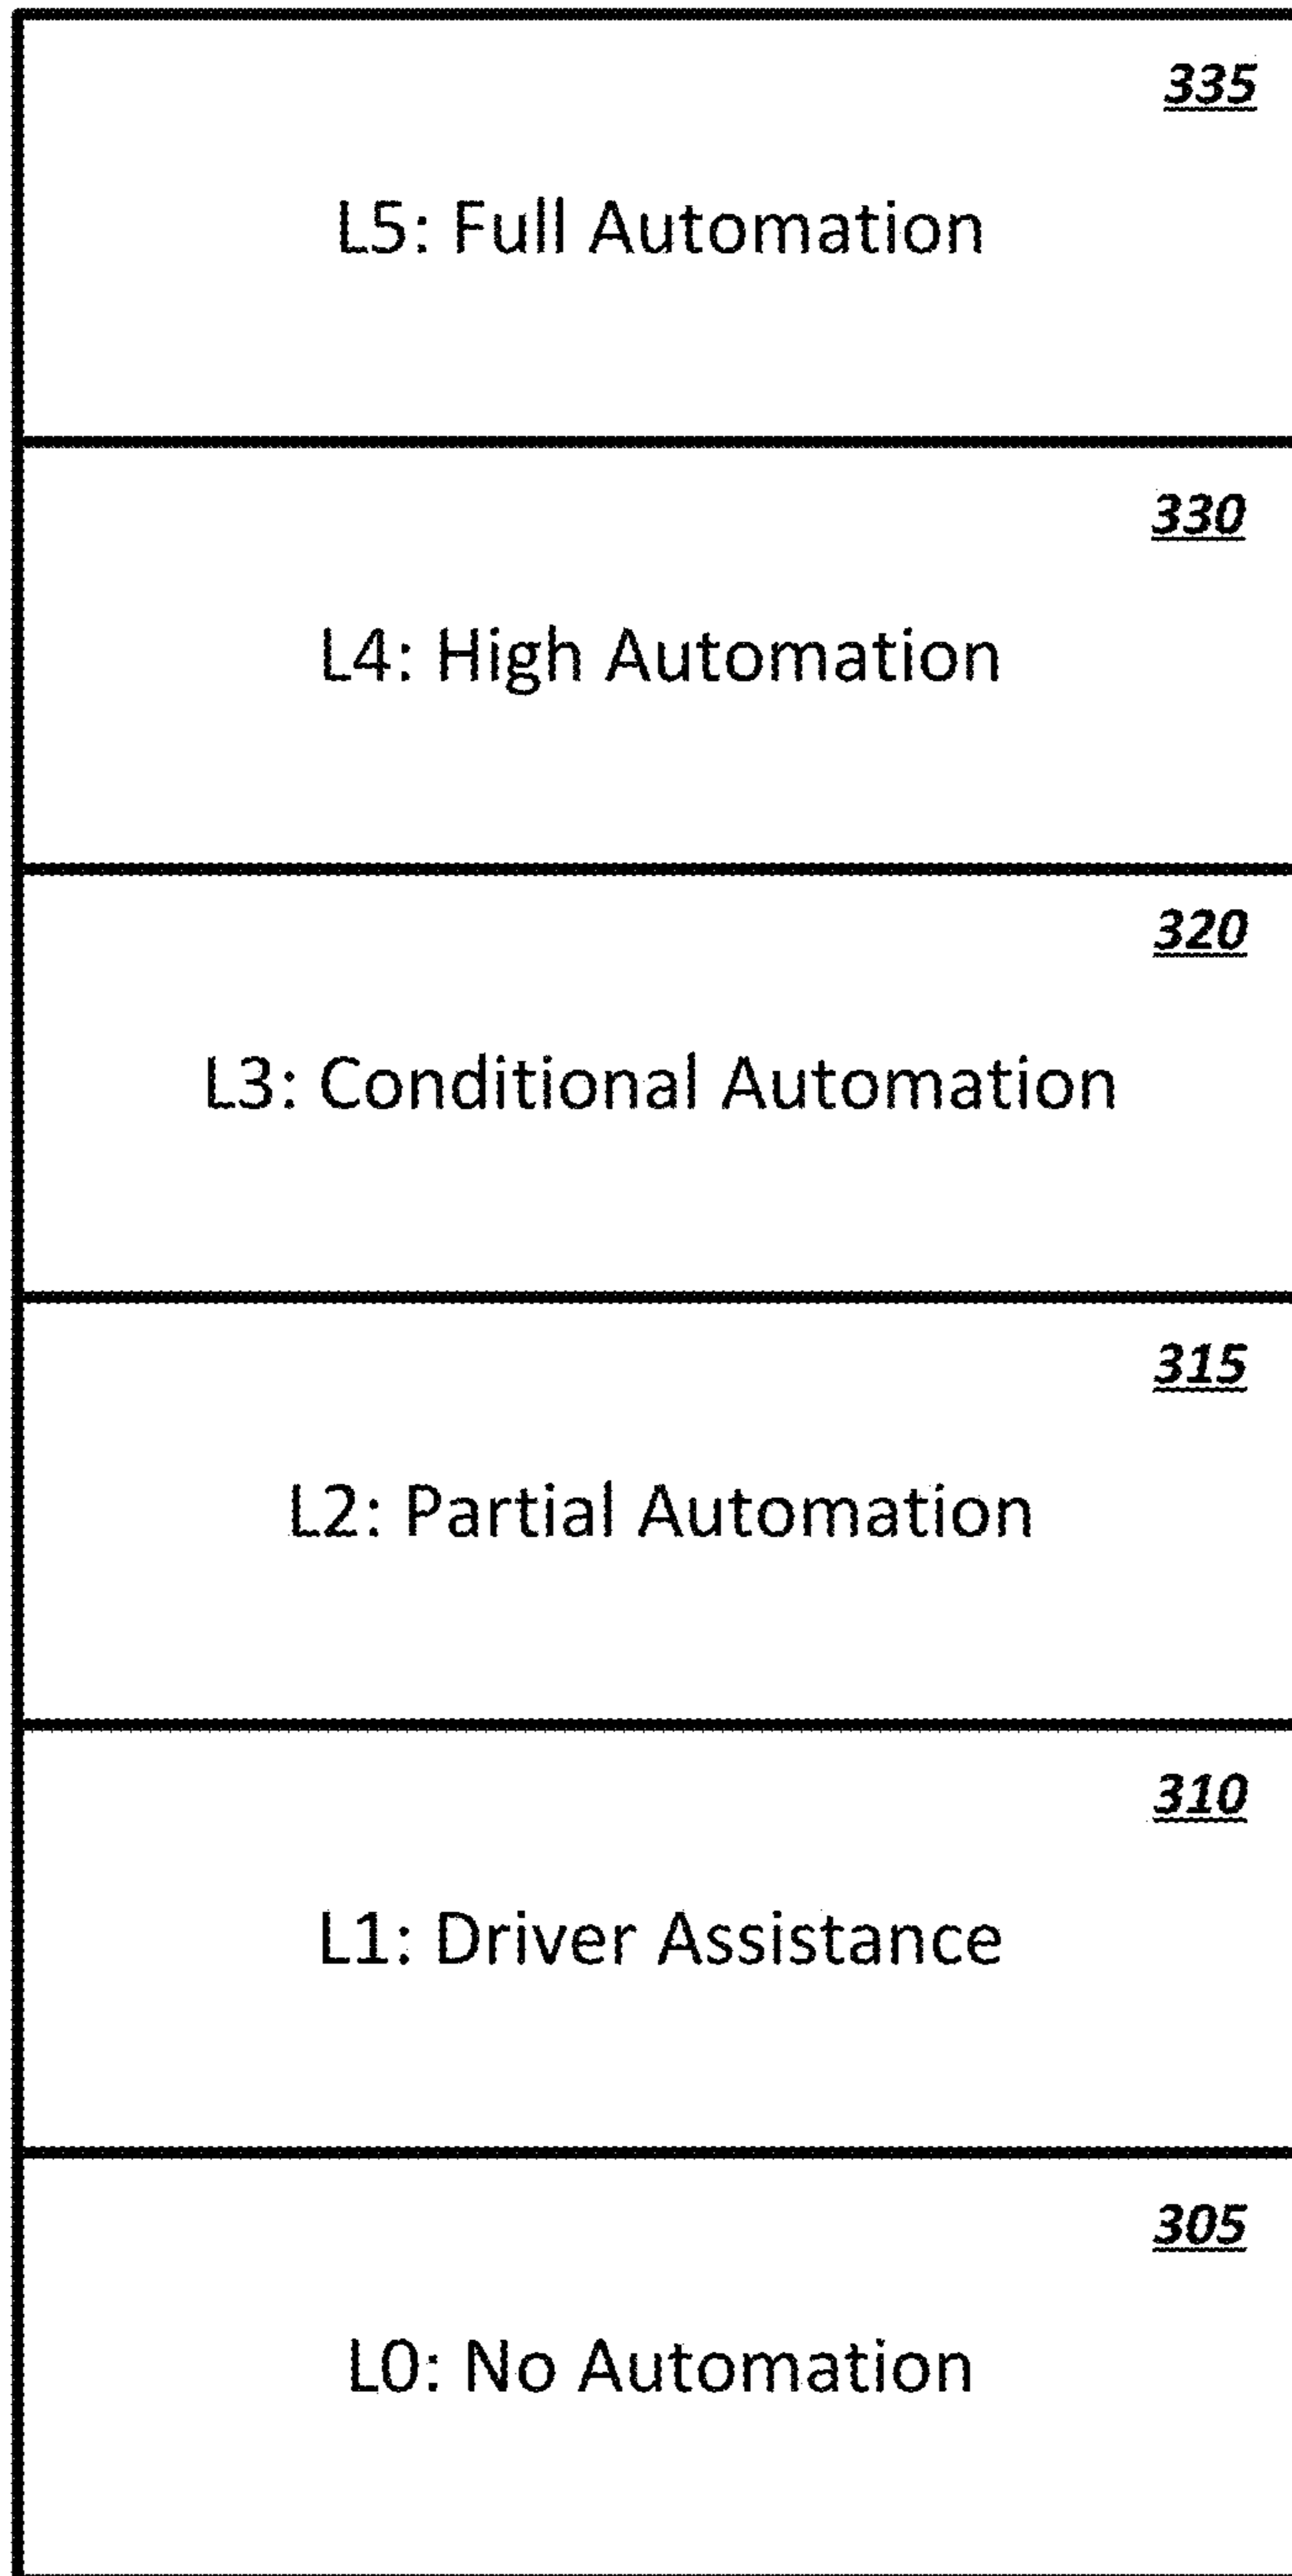 335
L5: Full Automation
330
L4: High Automation
320
L3: Conditional Automation
315
L2: Partial Automation
310
L1: Driver Assistance
305
L0: No Automation